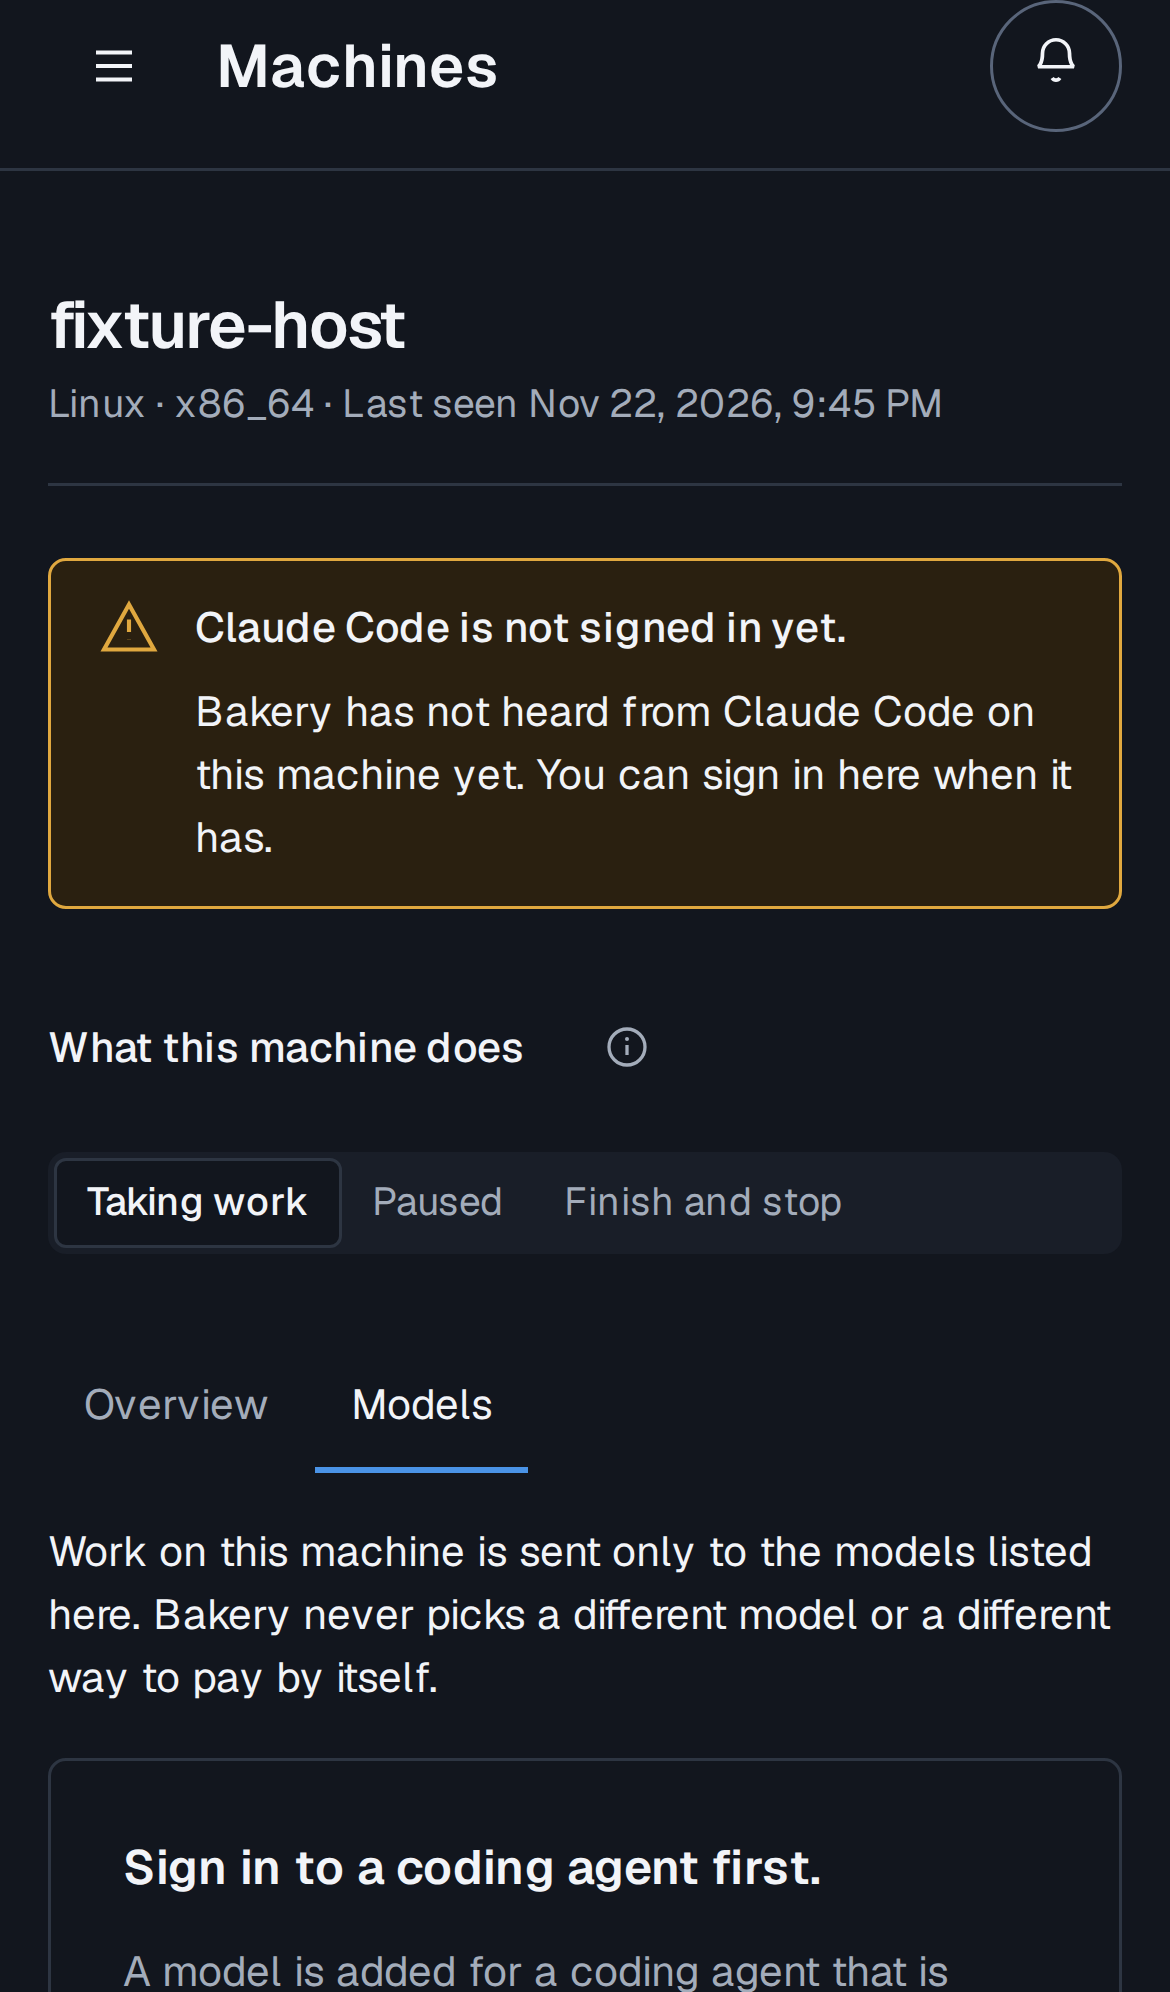 Machines
fixture-host
Linux · x86_64 · Last seen Nov 22, 2026, 9:45 PM
Claude Code is not signed in yet.
Bakery has not heard from Claude Code on
this machine yet. You can sign in here when it
has.
What this machine does
Taking work Paused Finish and stop
Overview Models
Work on this machine is sent only to the models listed
here. Bakery never picks a different model or a different
way to pay by itself.
Sign in to a coding agent first.
A model is added for a coding agent that is